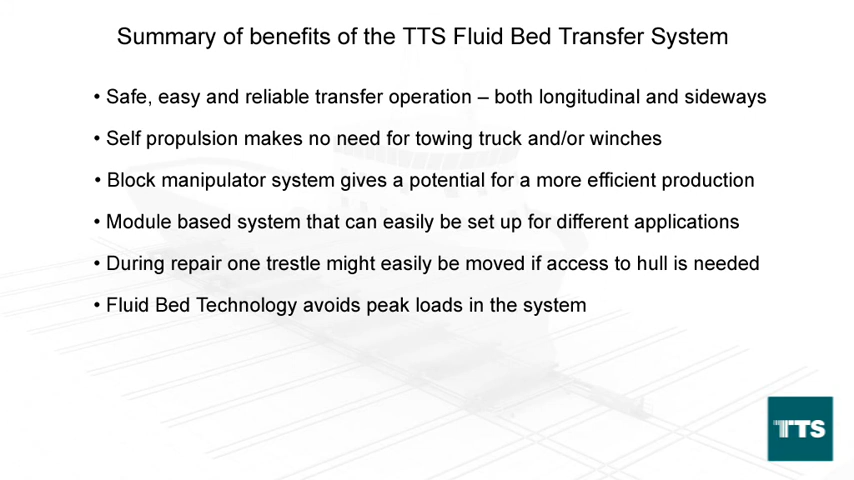 Summary of benefits of the TTS Fluid Bed Transfer System
• Safe, easy and reliable transfer operation – both longitudinal and sideways
• Self propulsion makes no need for towing truck and/or winches
• Block manipulator system gives a potential for a more efficient production
• Module based system that can easily be set up for different applications
• During repair one trestle might easily be moved if access to hull is needed
• Fluid Bed Technology avoids peak loads in the system
TTS